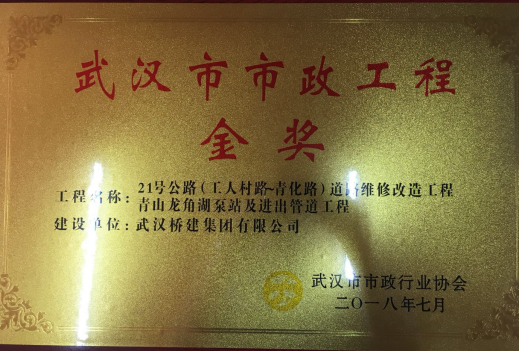 武汉市市政工程
金奖
工程名称：21号公路（工人村路~青化路）道路维修改造工程
青山龙角湖泵站及进出管道工程
建设单位：武汉桥建集团有限公司
武汉市市政行业协会
二〇一八年七月